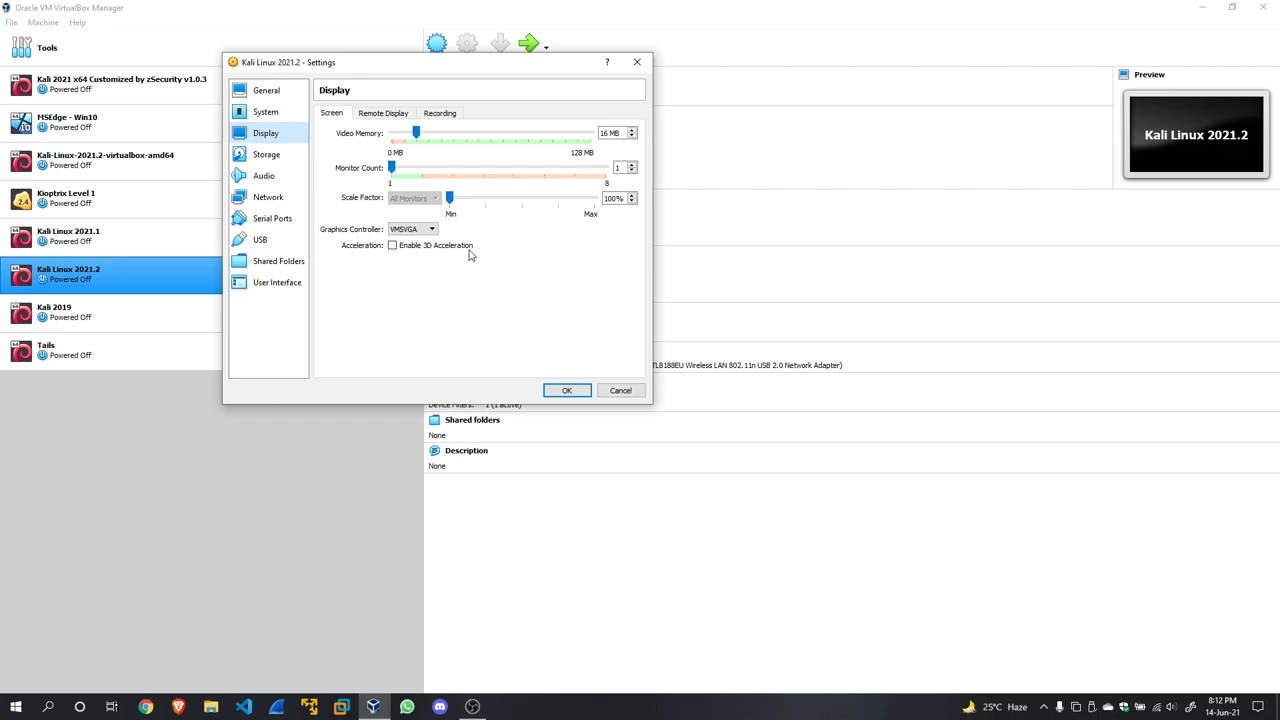 Oracle VM VirtualBox Manager
File Machine Help
Tools
Kali 2021 x64 Customized by zSecurity v1.0.3
Powered Off
MSEdge - Win10
Powered Off
Kali-Linux-2021.2-virtualbox-amd64
Powered Off
Kioptrix Level 1
Powered Off
Kali Linux 2021.1
Powered Off
Kali Linux 2021.2
Powered Off
Kali 2019
Powered Off
Tails
Powered Off
Kali Linux 2021.2 - Settings
?
General
System
Display
Storage
Audio
Network
Serial Ports
USB
Shared Folders
User Interface
Display
Screen Remote Display Recording
Video Memory: 16 MB
0 MB 128 MB
Monitor Count: 1
1 8
Scale Factor: All Monitors 100%
Min Max
Graphics Controller: VMSVGA
Acceleration: Enable 3D Acceleration
OK Cancel
Preview
Kali Linux 2021.2
TL8188EU Wireless LAN 802.11n USB 2.0 Network Adapter)
Device Filters: 1 (1 active)
Shared folders
None
Description
None
25°C Haze
8:12 PM
14-Jun-21